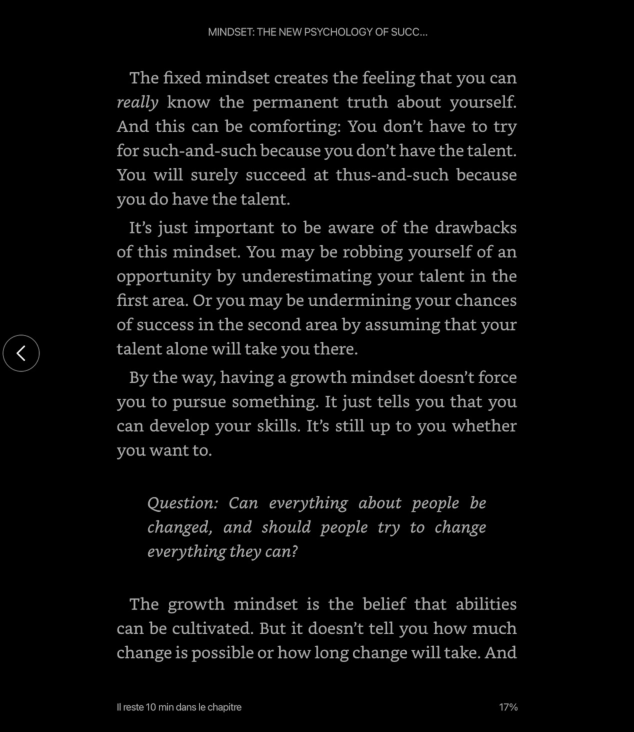 MINDSET: THE NEW PSYCHOLOGY OF SUCC...
The fixed mindset creates the feeling that you can
really know the permanent truth about yourself.
And this can be comforting: You don’t have to try
for such-and-such because you don’t have the talent.
You will surely succeed at thus-and-such because
you do have the talent.
It’s just important to be aware of the drawbacks
of this mindset. You may be robbing yourself of an
opportunity by underestimating your talent in the
first area. Or you may be undermining your chances
of success in the second area by assuming that your
talent alone will take you there.
By the way, having a growth mindset doesn’t force
you to pursue something. It just tells you that you
can develop your skills. It’s still up to you whether
you want to.
Question: Can everything about people be
changed, and should people try to change
everything they can?
The growth mindset is the belief that abilities
can be cultivated. But it doesn’t tell you how much
change is possible or how long change will take. And
Il reste 10 min dans le chapitre 17%